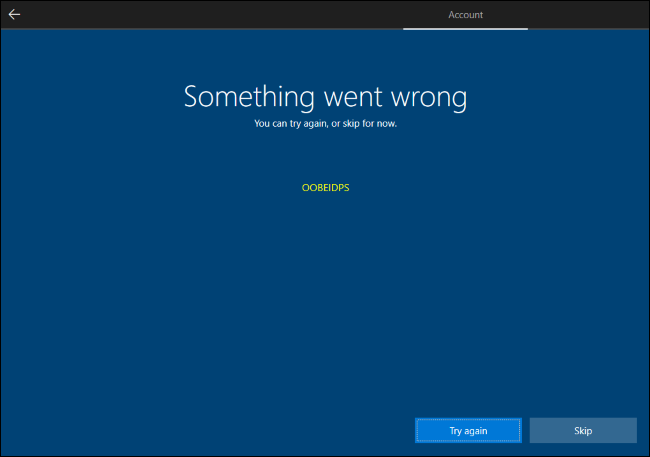 Account
Something went wrong
You can try again, or skip for now.
OOBEIDPS
Try again
Skip